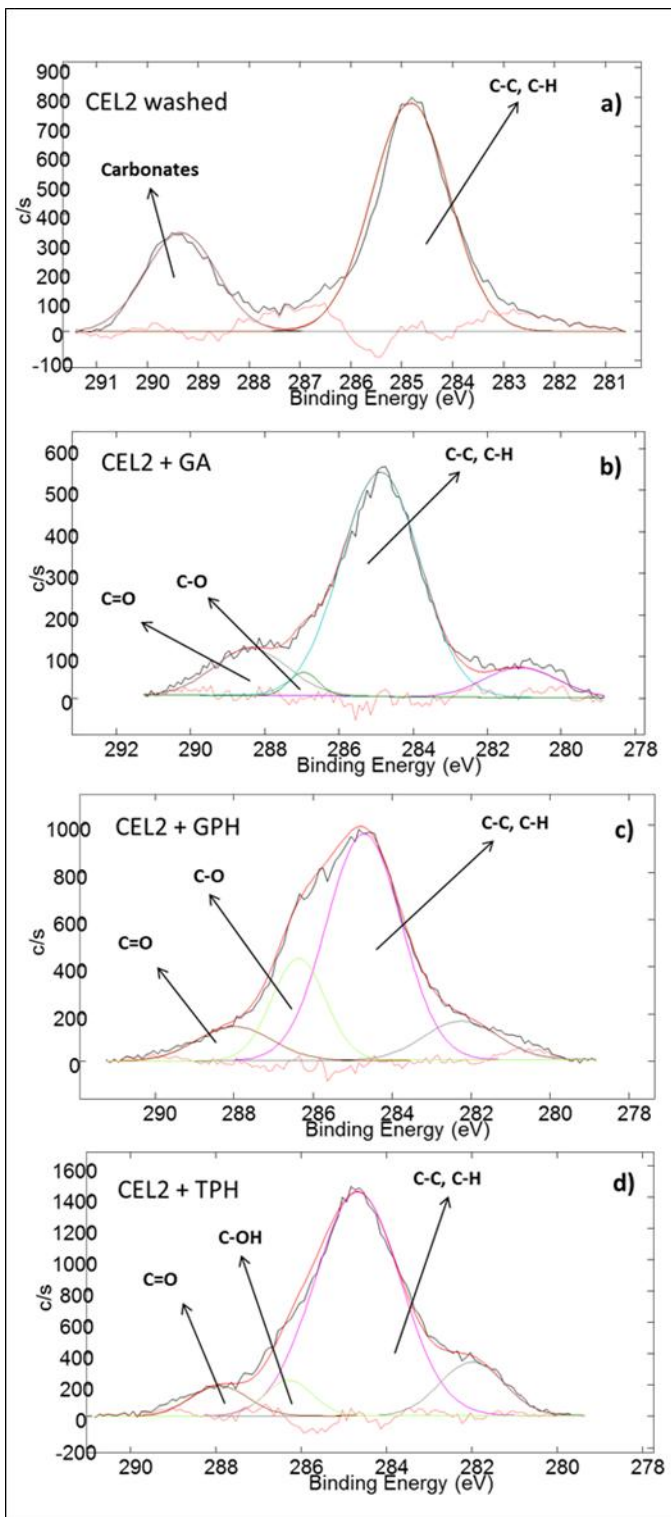 900
CEL2 washed
C-C, C-H
a)
800
700
600
Carbonates
500
c/s
400
300
200
100
0
-100
291 290 289 288 287 286 285 284 283 282 281
Binding Energy (eV)
600
CEL2 + GA
C-C, C-H
b)
500
400
c/s
300
C-O
C=O
200
100
0
292 290 288 286 284 282 280 278
Binding Energy (eV)
1000
CEL2 + GPH
C-C, C-H
c)
800
C-O
600
c/s
C=O
400
200
0
290 288 286 284 282 280 278
Binding Energy (eV)
1600
CEL2 + TPH
C-C, C-H
d)
1400
1200
C-OH
1000
C=O
c/s
800
600
400
200
0
-200
290 288 286 284 282 280 278
Binding Energy (eV)